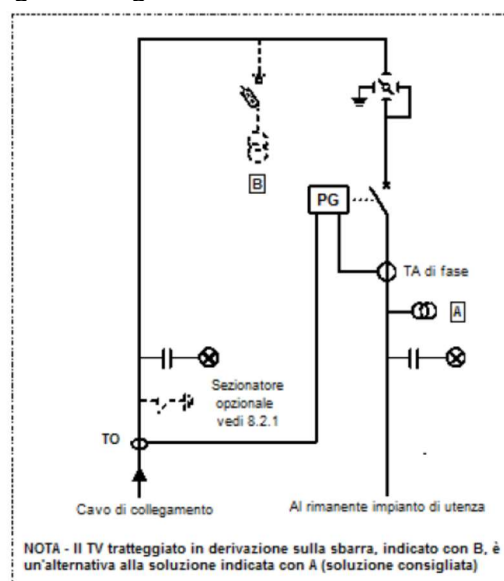 B
PG
TA di fase
A
Sezionatore
opzionale
vedi 8.2.1
TO
Cavo di collegamento
Al rimanente impianto di utenza
NOTA - Il TV tratteggiato in derivazione sulla sbarra, indicato con B, è
un'alternativa alla soluzione indicata con A (soluzione consigliata)